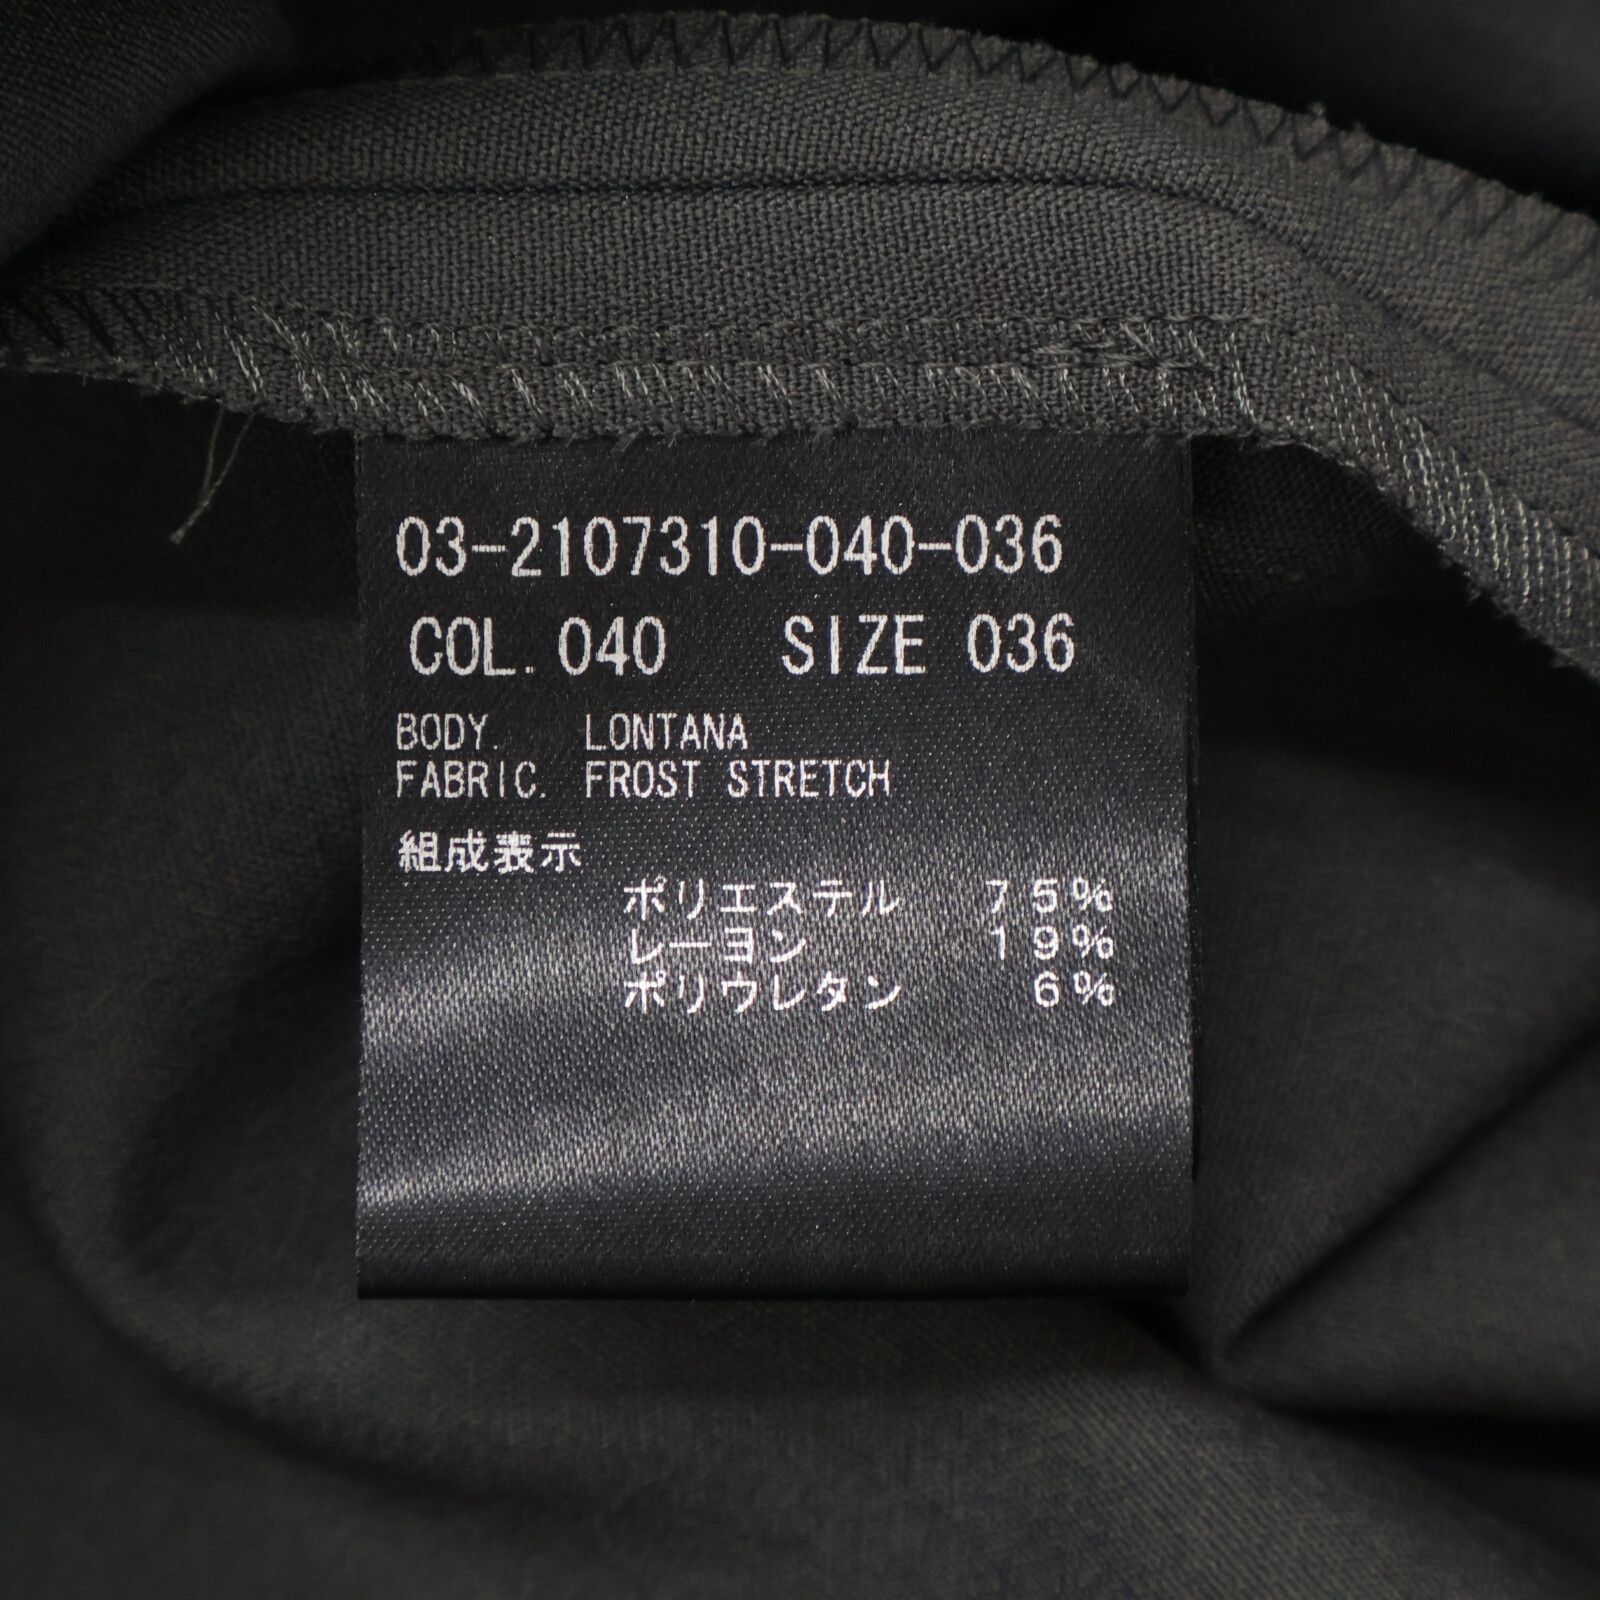 03-2107310-040-036
COL. 040 SIZE 036
BODY. LONTANA
FABRIC. FROST STRETCH
組成表示
ポリエステル 75%
レーヨン 19%
ポリウレタン 6%